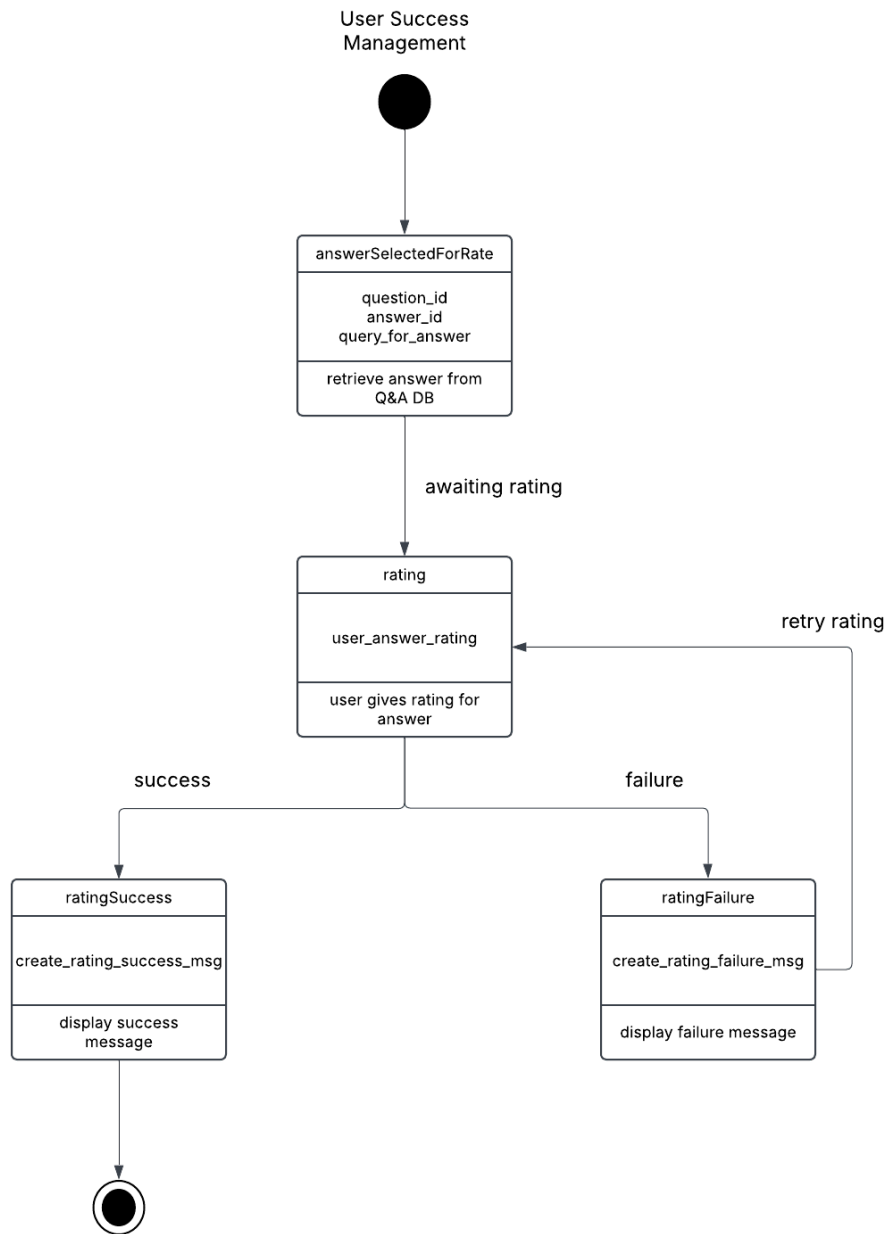 User Success
Management
answerSelectedForRate
question_id
answer_id
query_for_answer
retrieve answer from
Q&A DB
awaiting rating
rating
user_answer_rating
user gives rating for
answer
retry rating
success
failure
ratingSuccess
create_rating_success_msg
display success
message
ratingFailure
create_rating_failure_msg
display failure message